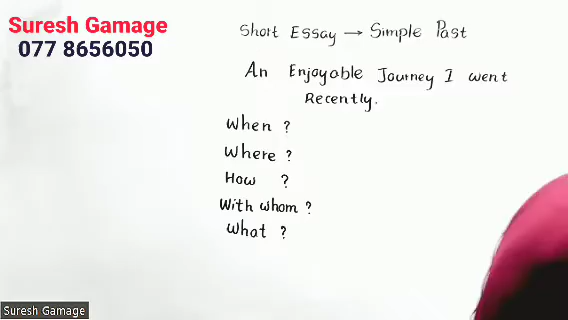 Suresh Gamage
077 8656050
Short Essay → Simple Past
An Enjoyable Journey I went
Recently.
When ?
Where ?
How ?
With whom ?
What ?
Suresh Gamage